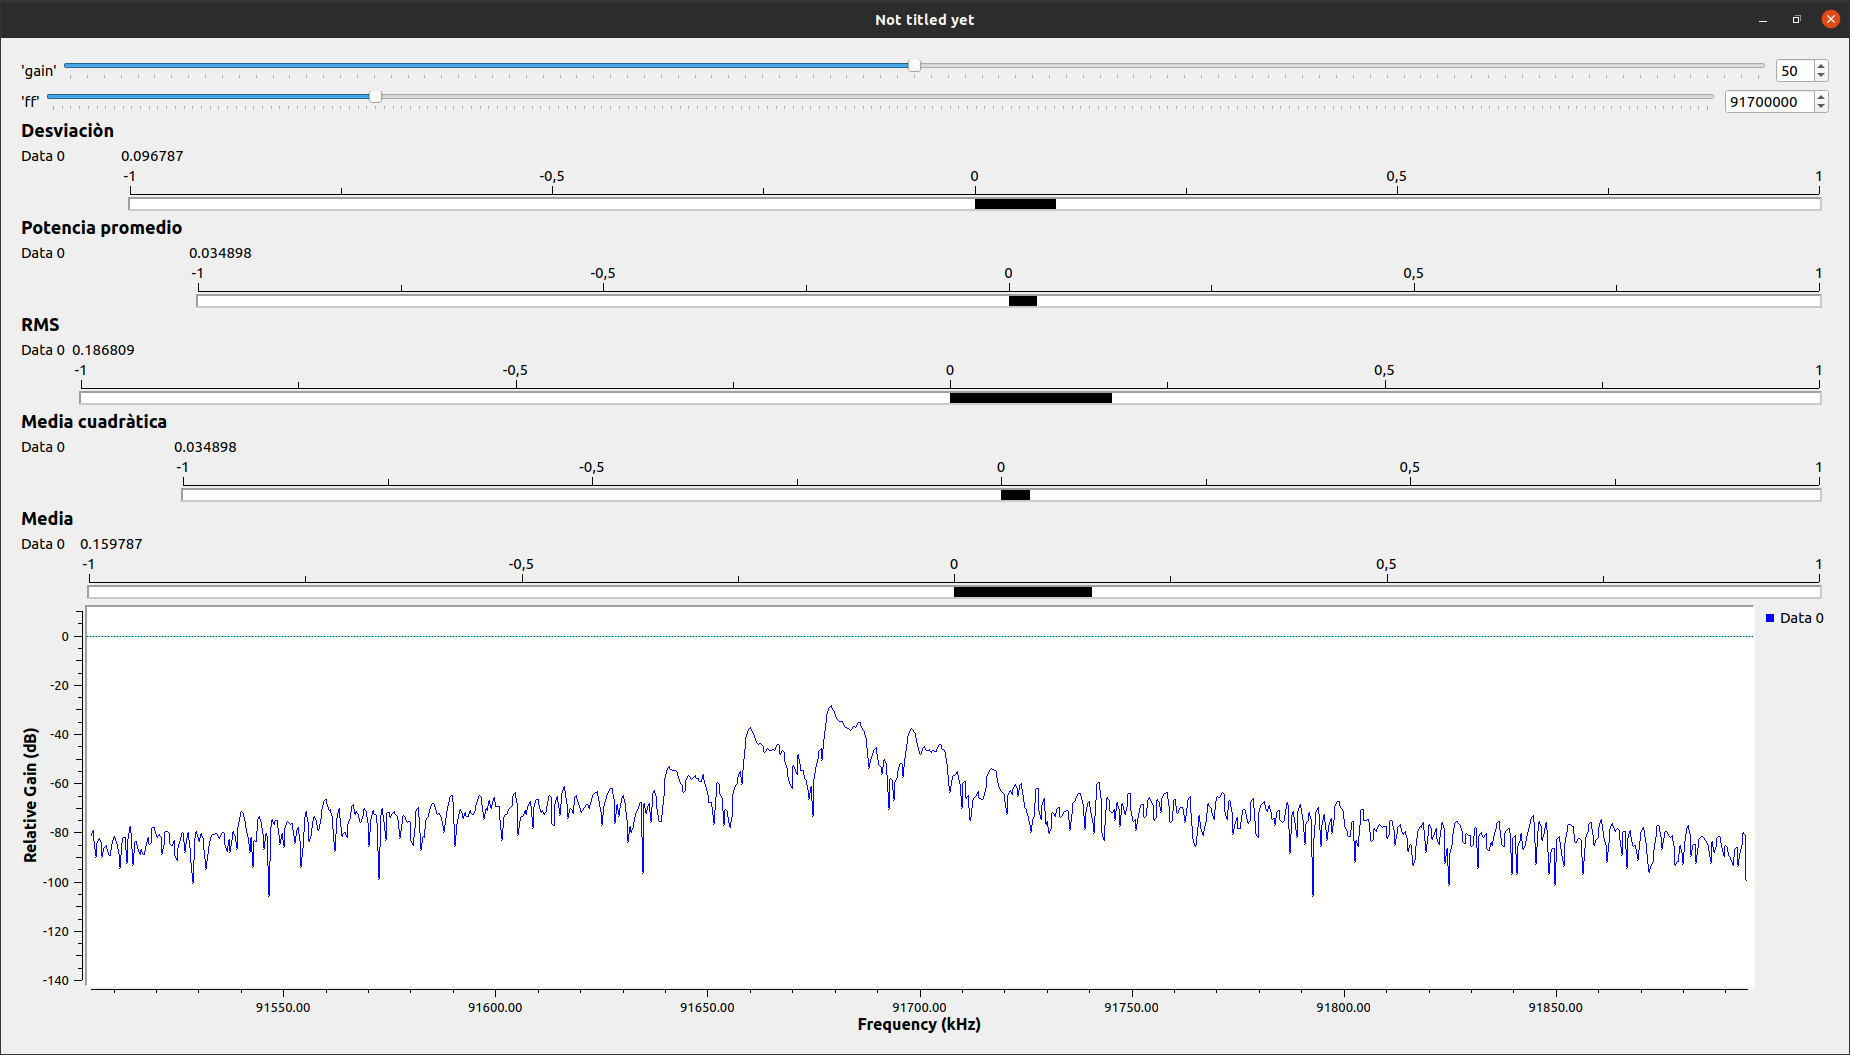 Not titled yet
'gain' 50
'ff' 91700000
Desviaciòn
Data 0 0.096787
-1 -0,5 0 0,5 1
Potencia promedio
Data 0 0.034898
-1 -0,5 0 0,5 1
RMS
Data 0 0.186809
-1 -0,5 0 0,5 1
Media cuadràtica
Data 0 0.034898
-1 -0,5 0 0,5 1
Media
Data 0 0.159787
-1 -0,5 0 0,5 1
Data 0
0
-20
-40
-60
-80
-100
-120
-140
Relative Gain (dB)
91550.00 91600.00 91650.00 91700.00 91750.00 91800.00 91850.00
Frequency (kHz)